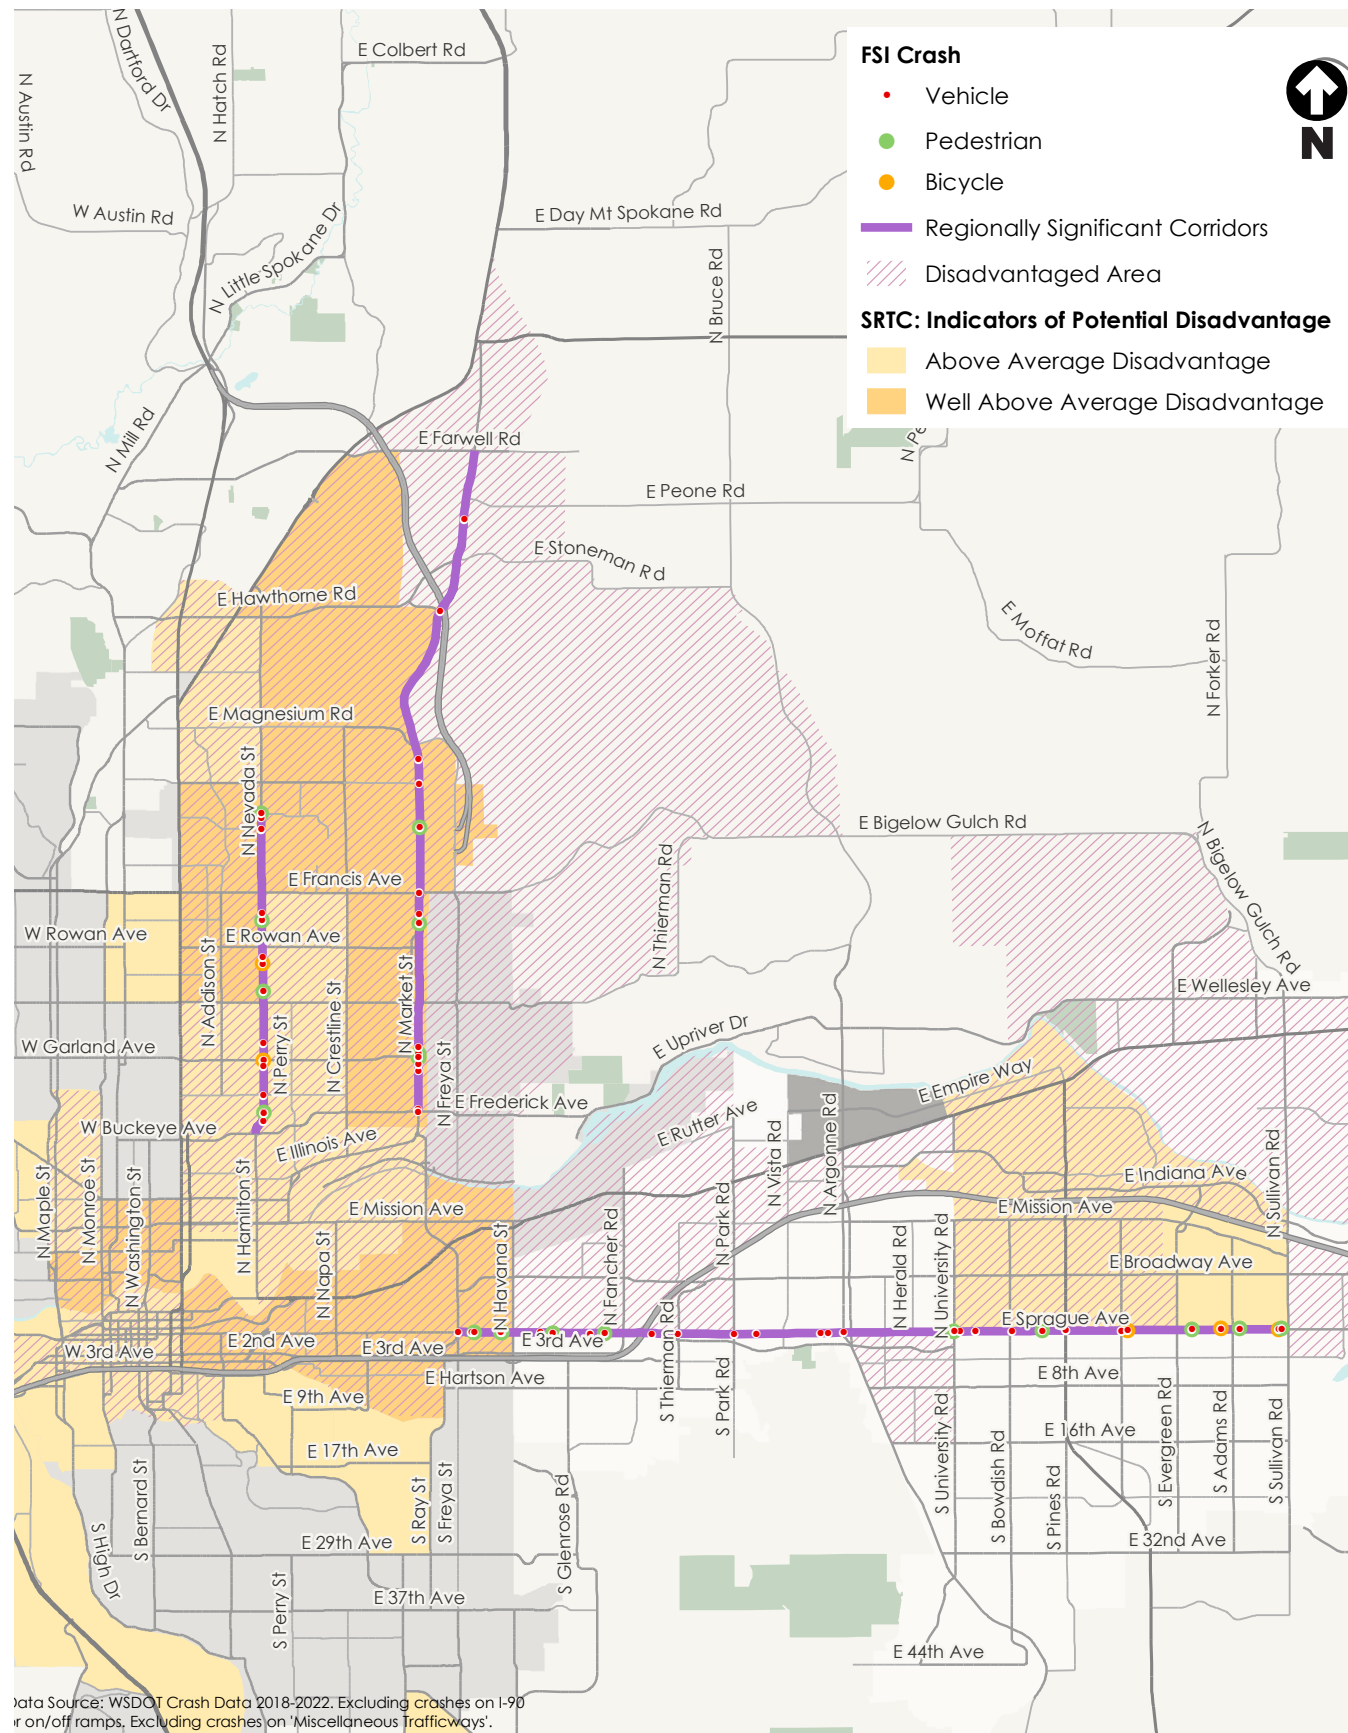 FSI Crash
Vehicle
Pedestrian
Bicycle
Regionally Significant Corridors
Disadvantaged Area
SRTC: Indicators of Potential Disadvantage
Above Average Disadvantage
Well Above Average Disadvantage
N
N Dartford Dr
N Hatch Rd
E Colbert Rd
N Austin Rd
W Austin Rd
N Little Spokane Dr
E Day Mt Spokane Rd
N Bruce Rd
N Mill Rd
E Farwell Rd
N Pe
E Peone Rd
E Stoneman Rd
E Hawthorne Rd
E Moffat Rd
N Forker Rd
E Magnesium Rd
N Nevada St
E Bigelow Gulch Rd
N Bigelow Gulch Rd
N Thierman Rd
E Francis Ave
W Rowan Ave
E Rowan Ave
N Addison St
N Market St
N Crestline St
E Wellesley Ave
N Perry St
W Garland Ave
E Upriver Dr
N Freya St
E Frederick Ave
E Empire Way
W Buckeye Ave
E Illinois Ave
E Rutter Ave
N Vista Rd
N Argonne Rd
N Maple St
N Monroe St
N Washington St
N Hamilton St
E Mission Ave
E Indiana Ave
E Mission Ave
N Sullivan Rd
N Park Rd
N Havana St
N Fancher Rd
N Herald Rd
N University Rd
E Broadway Ave
N Napa St
E Sprague Ave
E 2nd Ave
E 3rd Ave
E 3rd Ave
W 3rd Ave
S Thierman Rd
E Hartson Ave
E 8th Ave
S Park Rd
E 9th Ave
S University Rd
S Bowdish Rd
S Pines Rd
E 16th Ave
S Evergreen Rd
S Adams Rd
S Sullivan Rd
E 17th Ave
S Bernard St
S Ray St
S Freya St
S Glenrose Rd
S High Dr
E 29th Ave
E 32nd Ave
S Perry St
E 37th Ave
E 44th Ave
Data Source: WSDOT Crash Data 2018-2022. Excluding crashes on I-90
or on/off ramps. Excluding crashes on 'Miscellaneous Trafficways'.